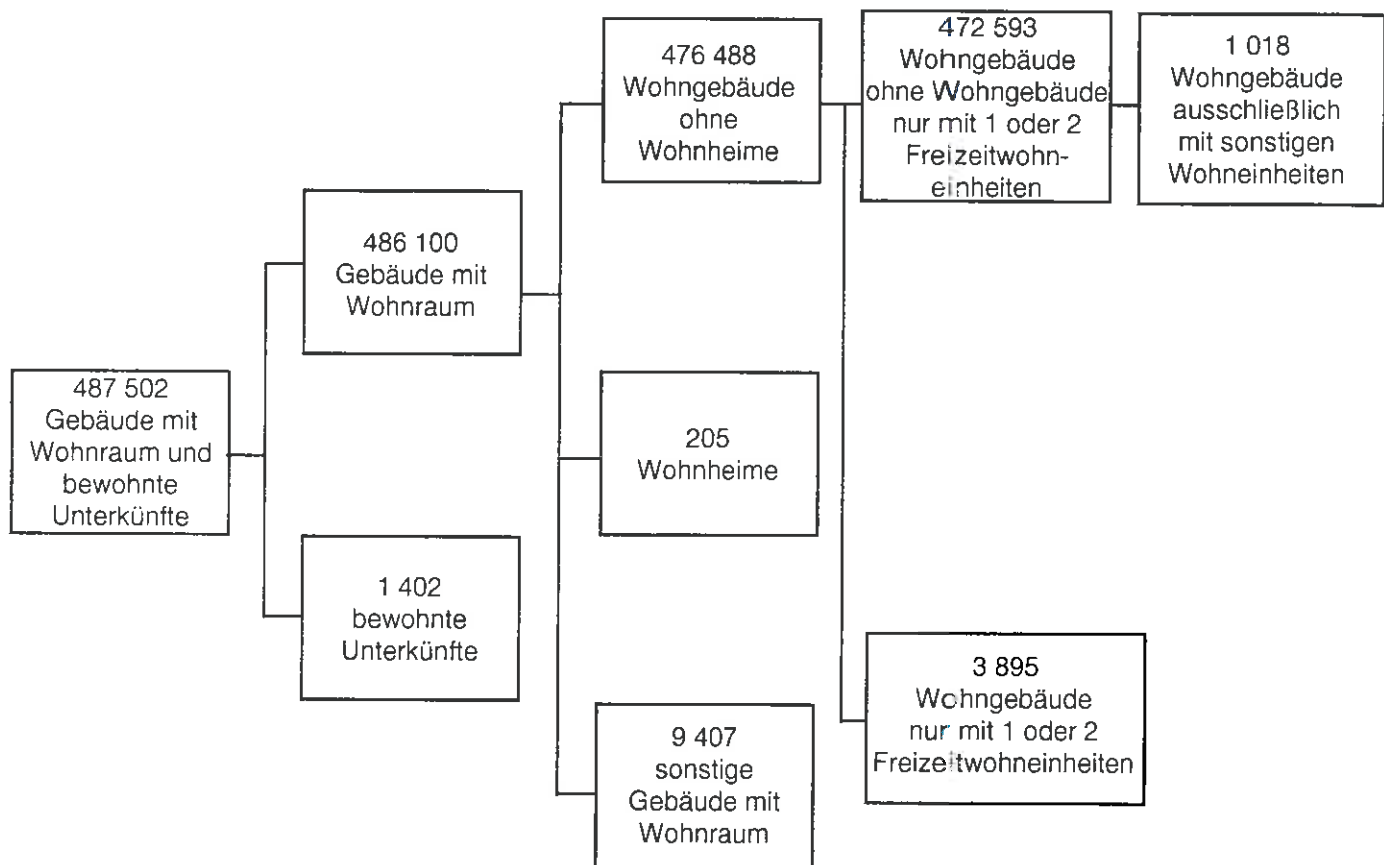 487 502
Gebäude mit
Wohnraum und
bewohnte
Unterkünfte
486 100
Gebäude mit
Wohnraum
1 402
bewohnte
Unterkünfte
476 488
Wohngebäude
ohne
Wohnheime
205
Wohnheime
9 407
sonstige
Gebäude mit
Wohnraum
472 593
Wohngebäude
ohne Wohngebäude
nur mit 1 oder 2
Freizeitwohn-
einheiten
3 895
Wohngebäude
nur mit 1 oder 2
Freizeitwohneinheiten
1 018
Wohngebäude
ausschließlich
mit sonstigen
Wohneinheiten